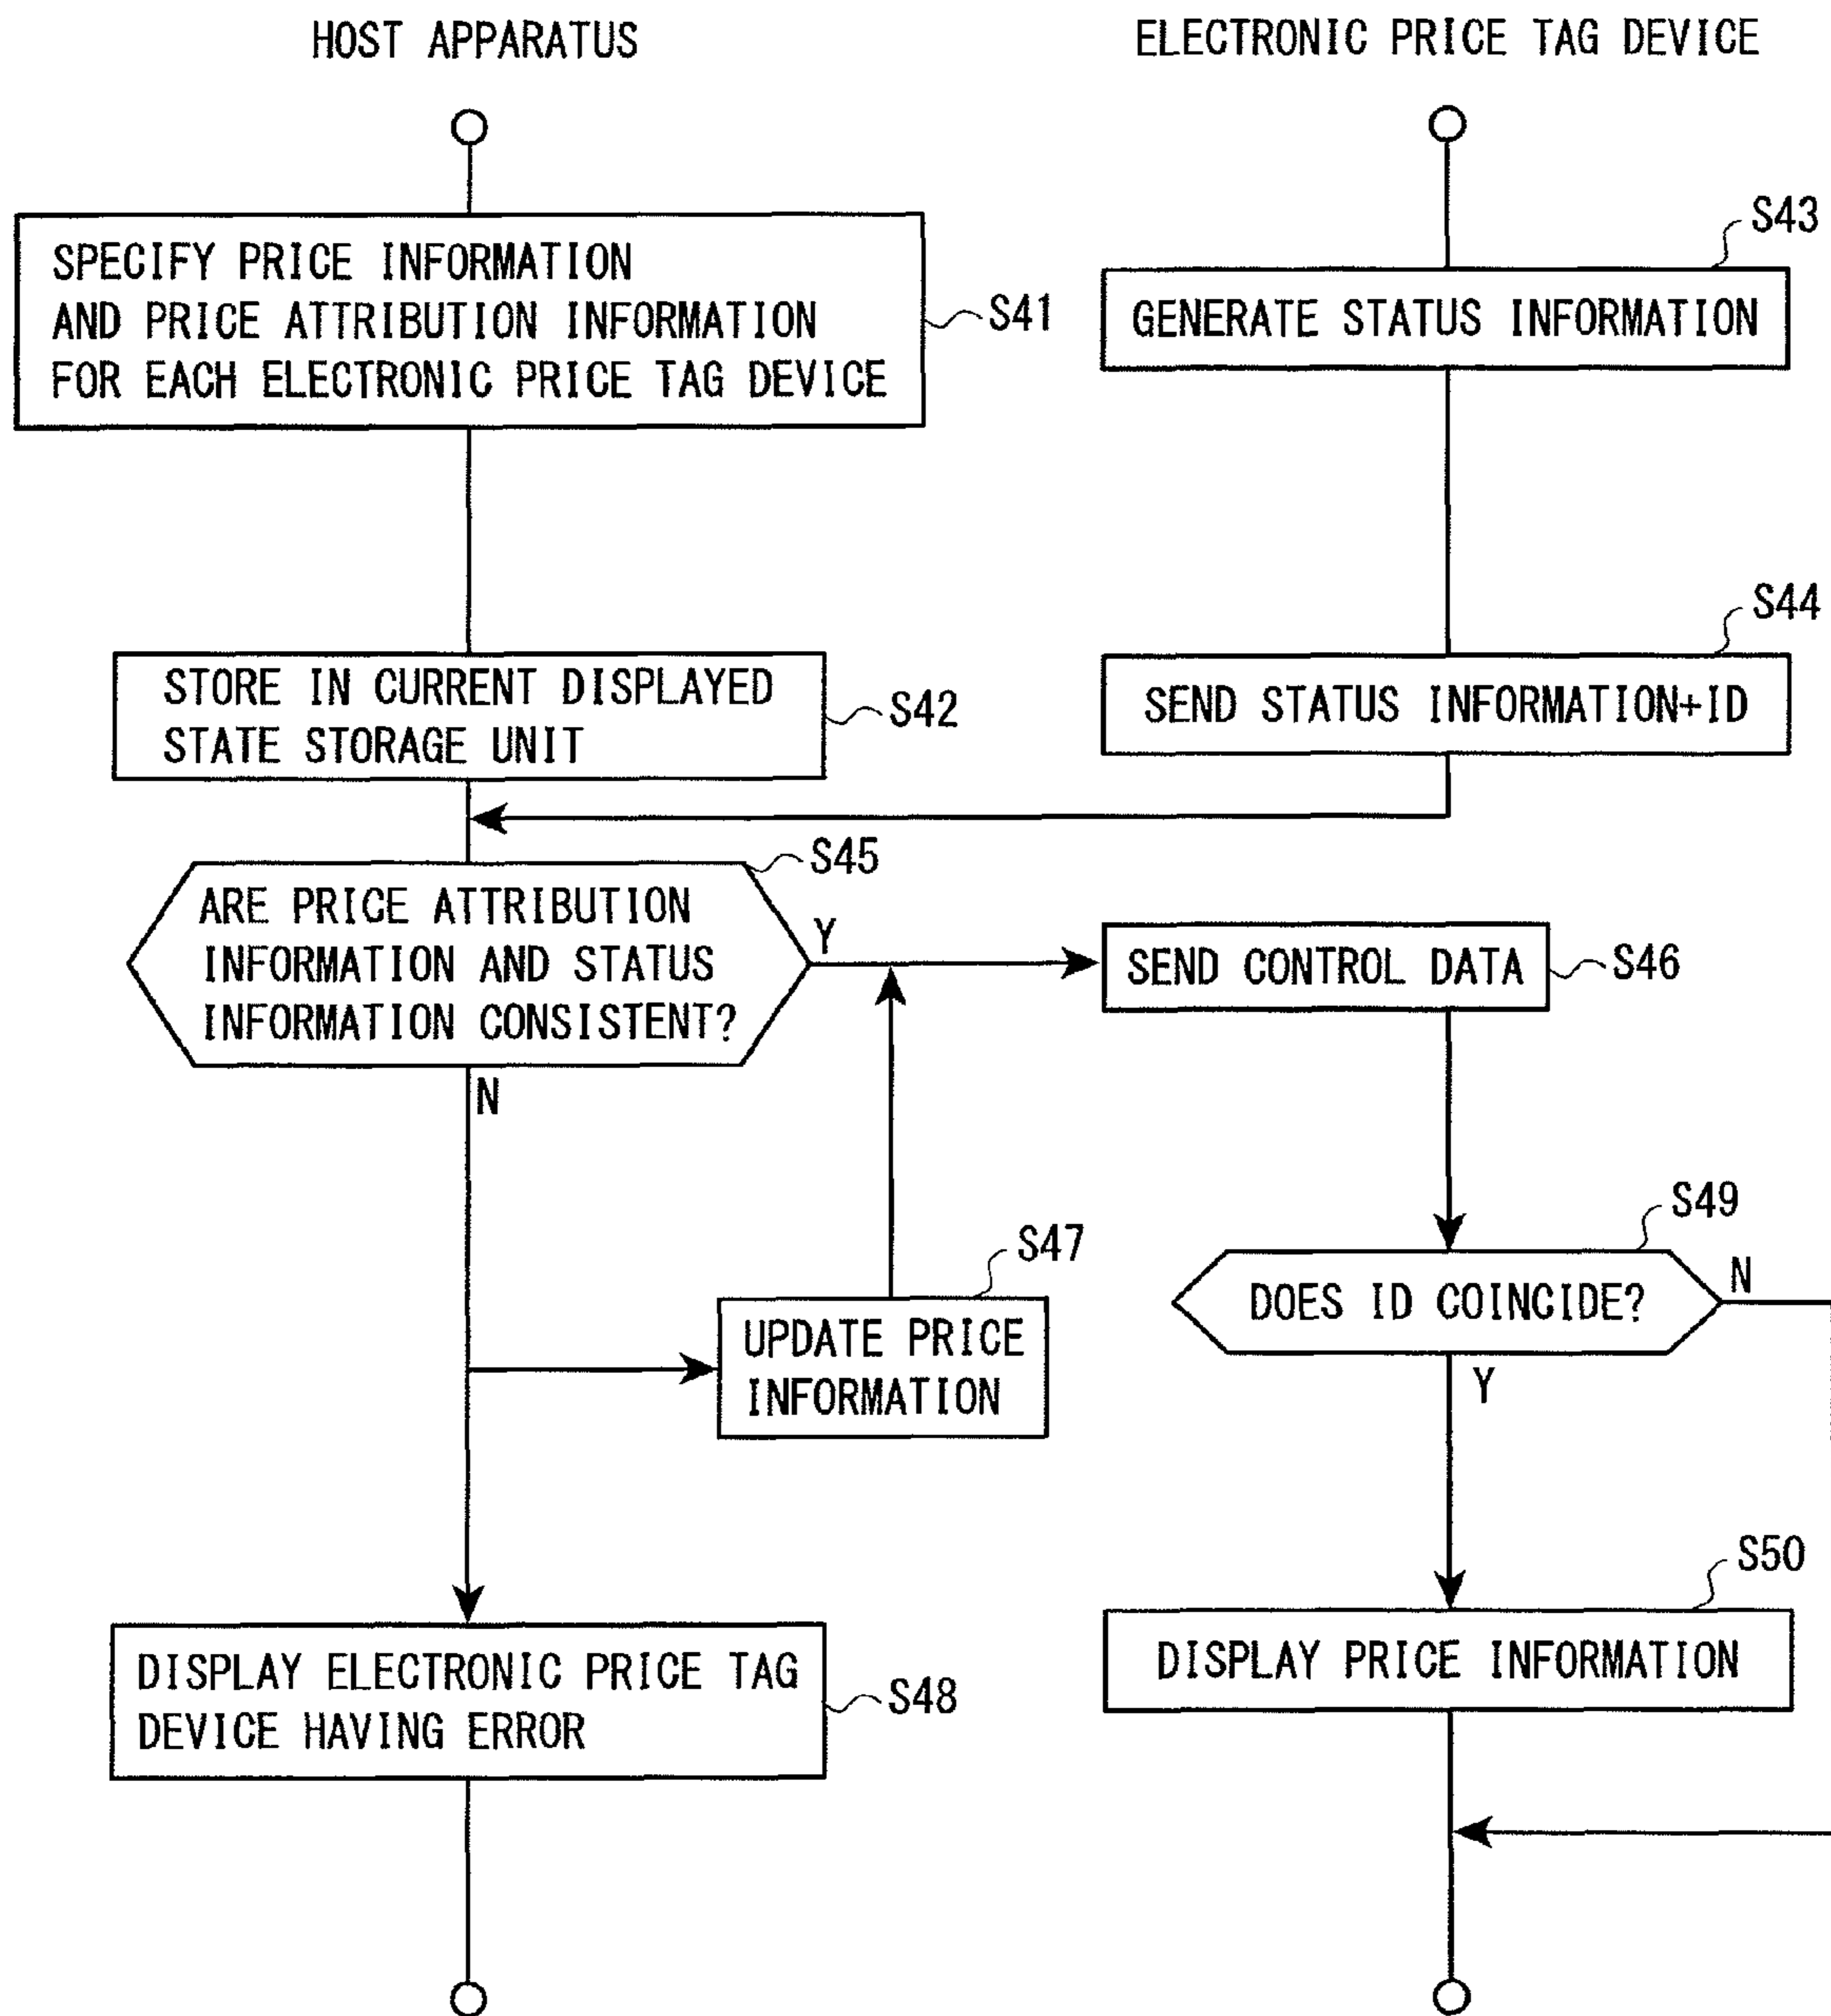 HOST APPARATUS
ELECTRONIC PRICE TAG DEVICE
SPECIFY PRICE INFORMATION
AND PRICE ATTRIBUTION INFORMATION
FOR EACH ELECTRONIC PRICE TAG DEVICE
S41
S43
GENERATE STATUS INFORMATION
STORE IN CURRENT DISPLAYED
STATE STORAGE UNIT
S42
S44
SEND STATUS INFORMATION+ID
S45
ARE PRICE ATTRIBUTION
INFORMATION AND STATUS
INFORMATION CONSISTENT?
Y
N
SEND CONTROL DATA
S46
S47
UPDATE PRICE
INFORMATION
S49
DOES ID COINCIDE?
N
Y
DISPLAY ELECTRONIC PRICE TAG
DEVICE HAVING ERROR
S48
S50
DISPLAY PRICE INFORMATION